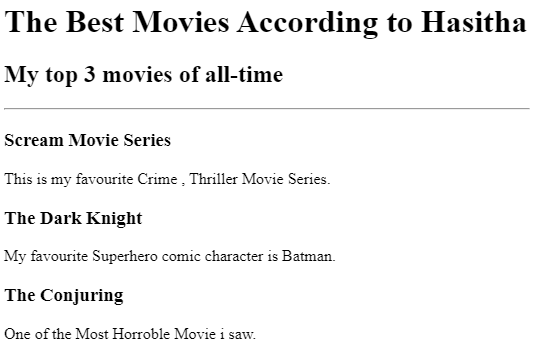 The Best Movies According to Hasitha
My top 3 movies of all-time
Scream Movie Series
This is my favourite Crime , Thriller Movie Series.
The Dark Knight
My favourite Superhero comic character is Batman.
The Conjuring
One of the Most Horroble Movie i saw.